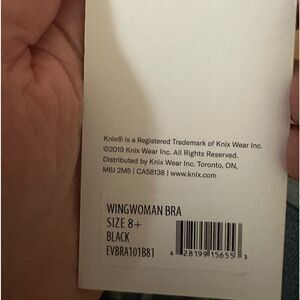 Knix® is a Registered Trademark of Knix Wear Inc.
©2019 Knix Wear Inc. All Rights Reserved.
Distributed by Knix Wear Inc. Toronto, ON,
M6J 2M5 | CA58138 | www.knix.com
WINGWOMAN BRA
SIZE 8+
BLACK
EVBRA101B81
6 28199 15655 3